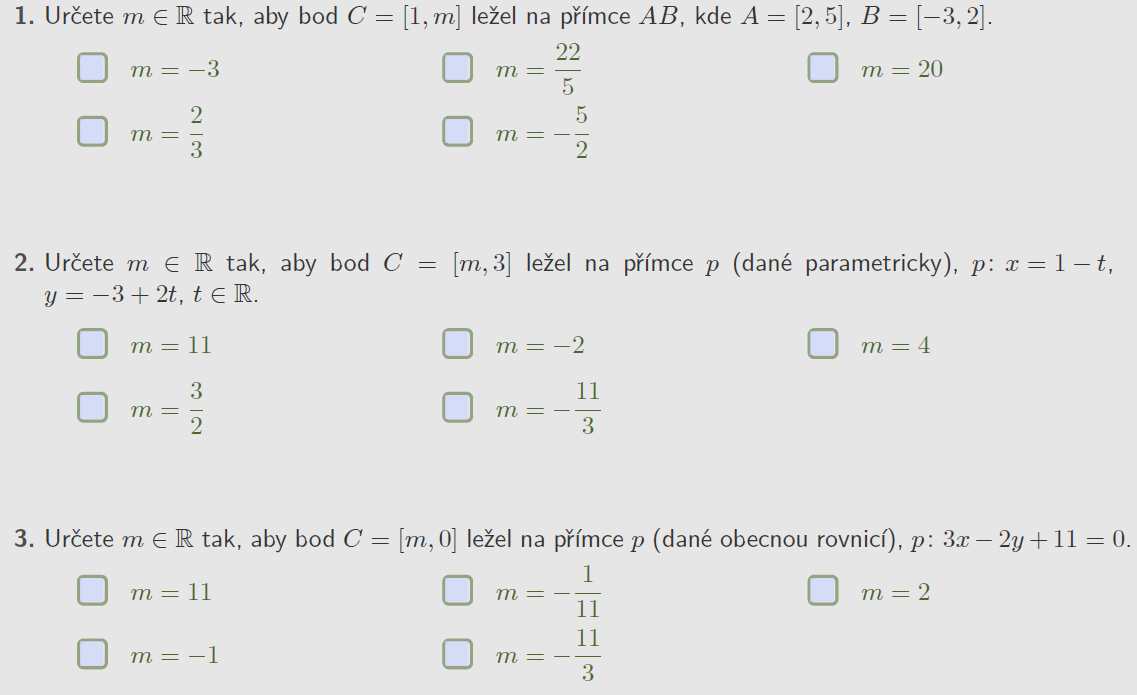 1. Určete m ∈ ℝ tak, aby bod C = [1, m] ležel na přímce AB, kde A = [2, 5], B = [−3, 2].
m = −3
m = 22/5
m = 20
m = 2/3
m = −5/2
2. Určete m ∈ ℝ tak, aby bod C = [m, 3] ležel na přímce p (dané parametricky), p: x = 1 − t,
y = −3 + 2t, t ∈ ℝ.
m = 11
m = −2
m = 4
m = 3/2
m = −11/3
3. Určete m ∈ ℝ tak, aby bod C = [m, 0] ležel na přímce p (dané obecnou rovnicí), p: 3x − 2y + 11 = 0.
m = 11
m = −1/11
m = 2
m = −1
m = −11/3